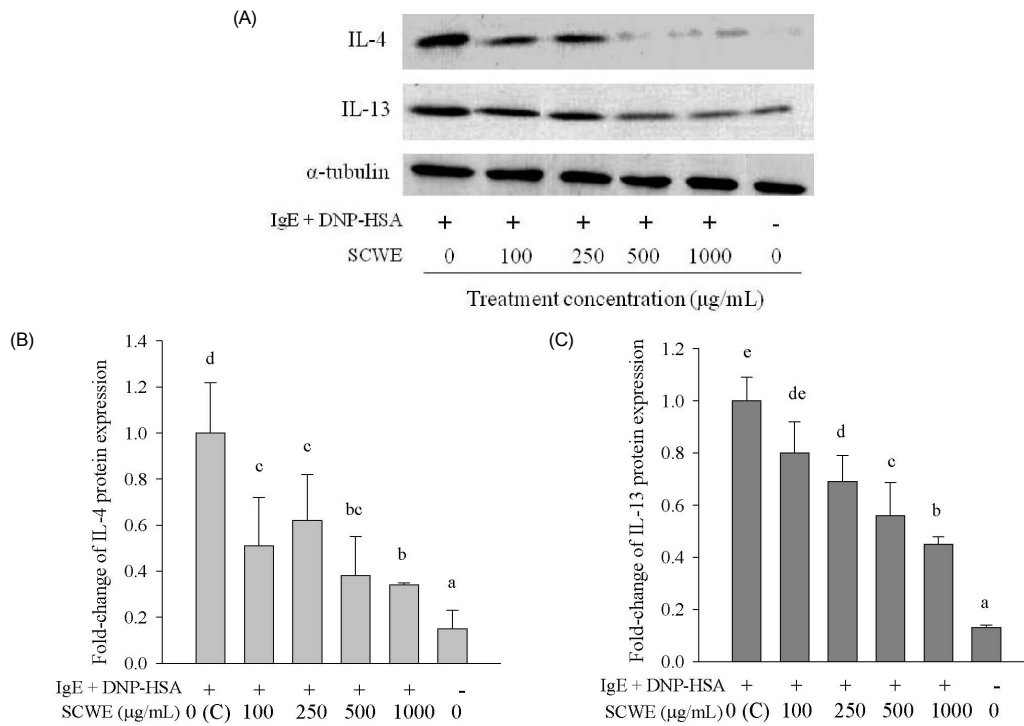 (A)
IL-4
IL-13
α-tubulin
IgE + DNP-HSA + + + + + -
SCWE 0 100 250 500 1000 0
Treatment concentration (μg/mL)
(B)
Fold-change of IL-4 protein expression
1.4
1.2
1.0
0.8
0.6
0.4
0.2
0.0
d
c
c
bc
b
a
IgE + DNP-HSA + + + + + -
SCWE (μg/mL) 0 (C) 100 250 500 1000 0
(C)
Fold-change of IL-13 protein expression
1.2
1.0
0.8
0.6
0.4
0.2
0.0
e
de
d
c
b
a
IgE + DNP-HSA + + + + + -
SCWE (μg/mL) 0 (C) 100 250 500 1000 0